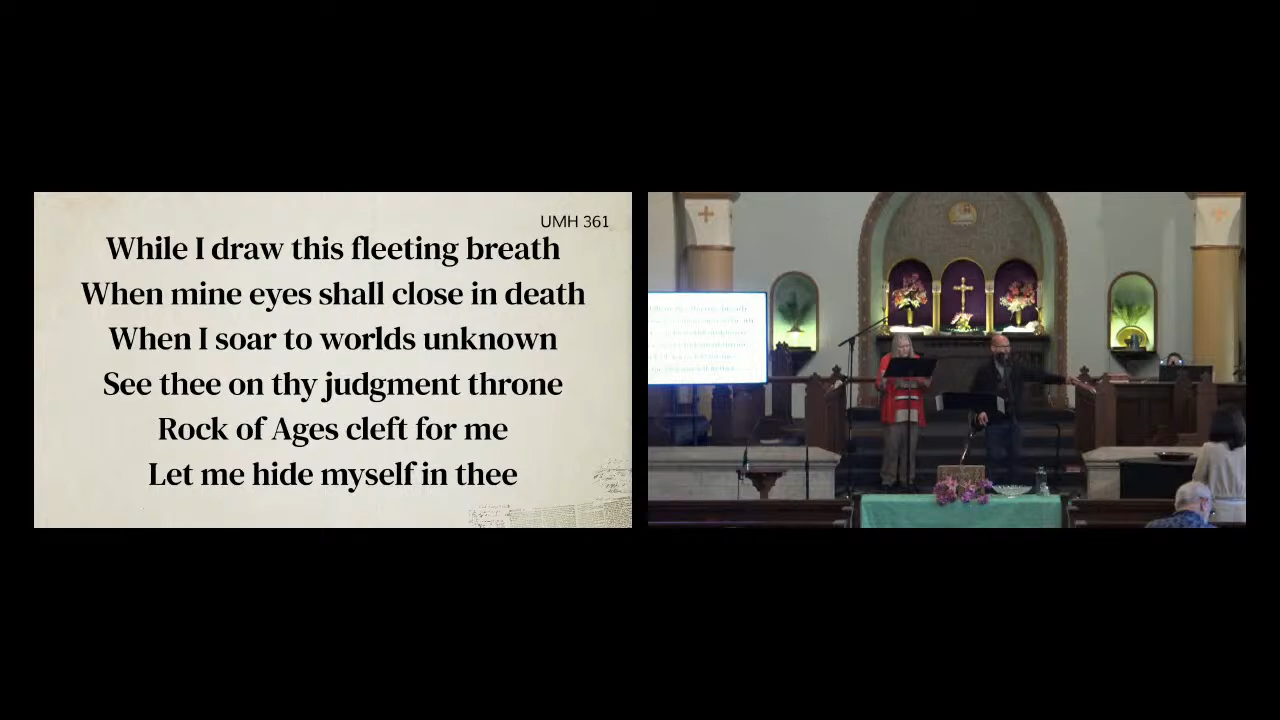 UMH 361
While I draw this fleeting breath
When mine eyes shall close in death
When I soar to worlds unknown
See thee on thy judgment throne
Rock of Ages cleft for me
Let me hide myself in thee